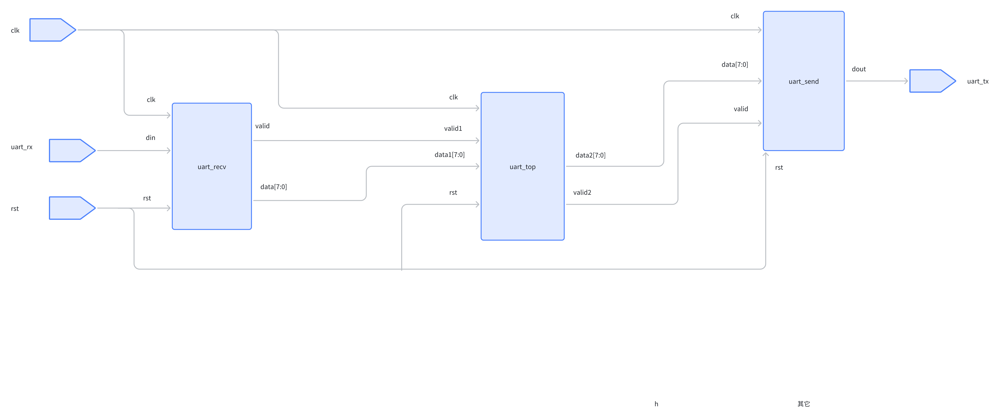 clk
clk
data[7:0]
dout
uart_send
uart_tx
clk
clk
valid
valid
valid1
din
uart_rx
data1[7:0]
data2[7:0]
uart_recv
uart_top
rst
data[7:0]
rst
valid2
rst
rst
h
其它